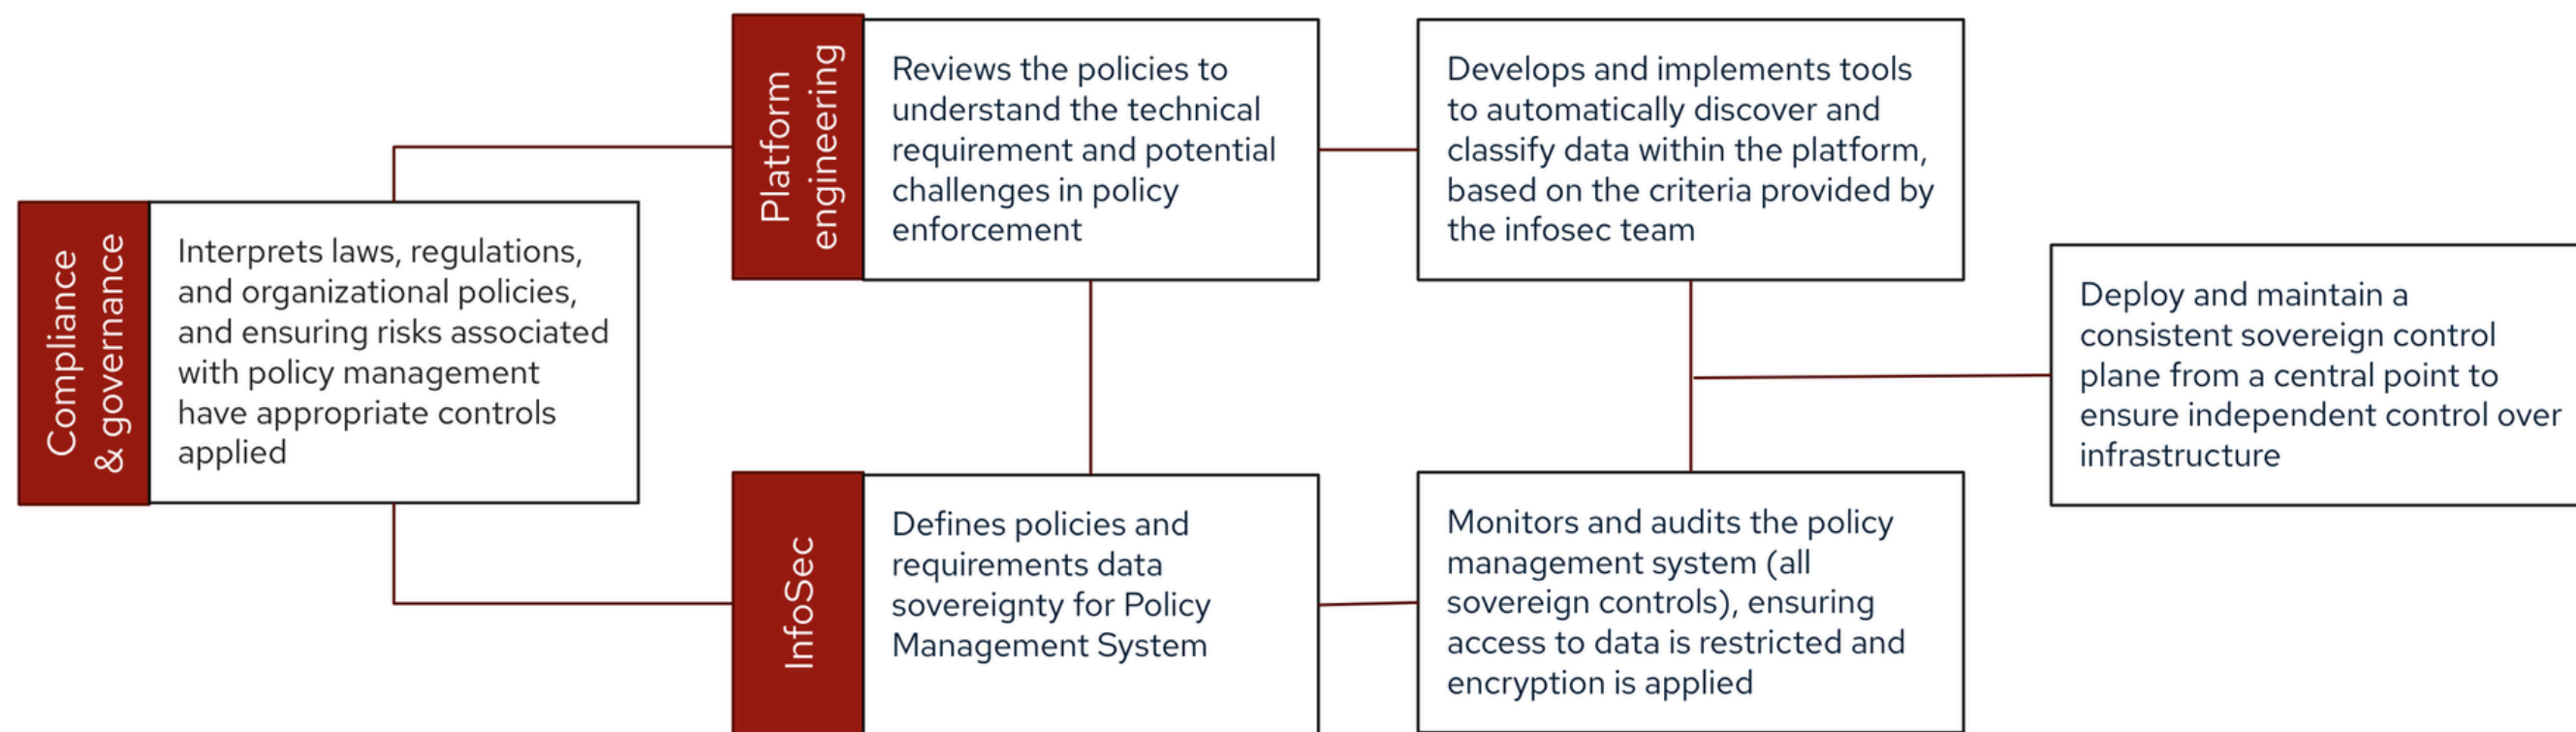 Compliance
& governance
Interprets laws, regulations,
and organizational policies,
and ensuring risks associated
with policy management
have appropriate controls
applied
Platform
engineering
Reviews the policies to
understand the technical
requirement and potential
challenges in policy
enforcement
Develops and implements tools
to automatically discover and
classify data within the platform,
based on the criteria provided by
the infosec team
InfoSec
Defines policies and
requirements data
sovereignty for Policy
Management System
Monitors and audits the policy
management system (all
sovereign controls), ensuring
access to data is restricted and
encryption is applied
Deploy and maintain a
consistent sovereign control
plane from a central point to
ensure independent control over
infrastructure